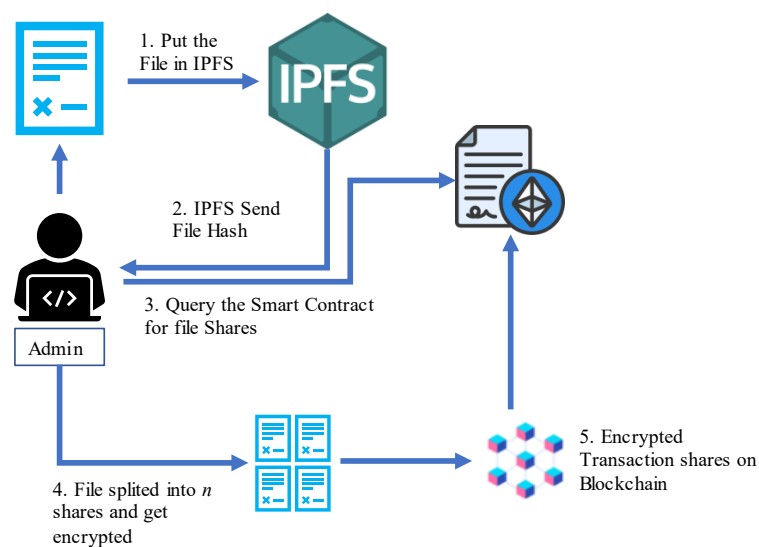 1. Put the
File in IPFS
IPFS
2. IPFS Send
File Hash
3. Query the Smart Contract
for file Shares
</>
Admin
4. File splited into n
shares and get
encrypted
5. Encrypted
Transaction shares on
Blockchain